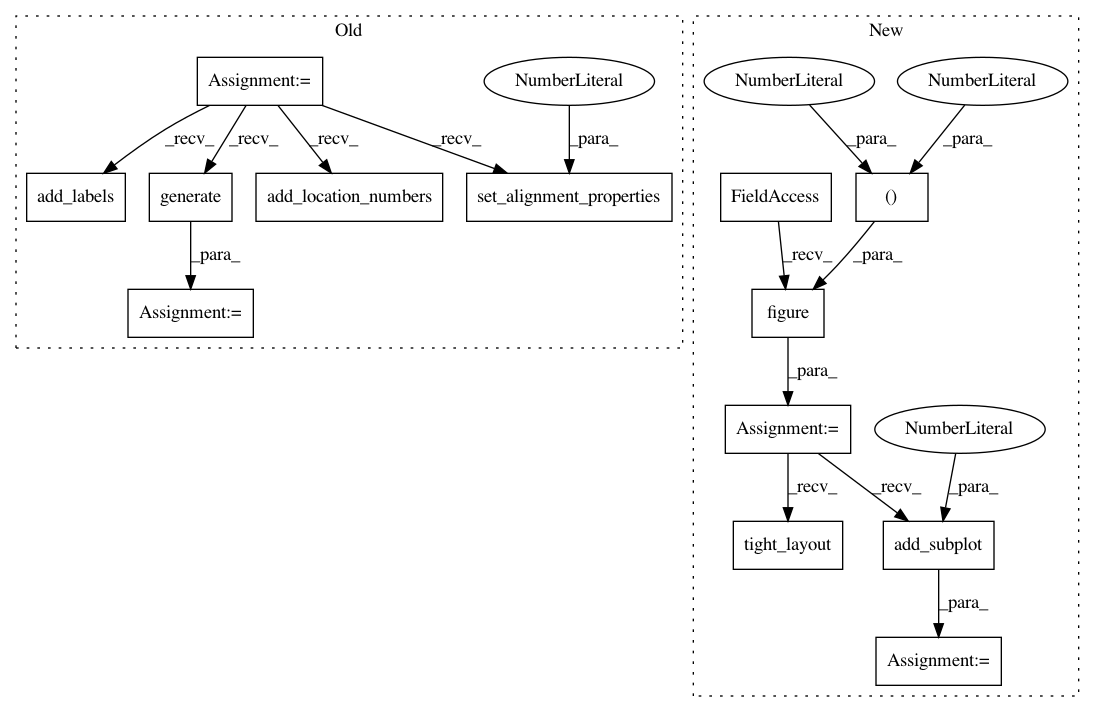 Old
New
Assignment:=
NumberLiteral
NumberLiteral
NumberLiteral
_recv_
_recv_
_recv_
_recv_
_para_
_para_
_para_
add_labels
generate
add_location_numbers
set_alignment_properties
FieldAccess
()
_para_
_recv_
_para_
Assignment:=
figure
_para_
Assignment:=
NumberLiteral
_recv_
_recv_
_para_
tight_layout
add_subplot
_para_
Assignment:=